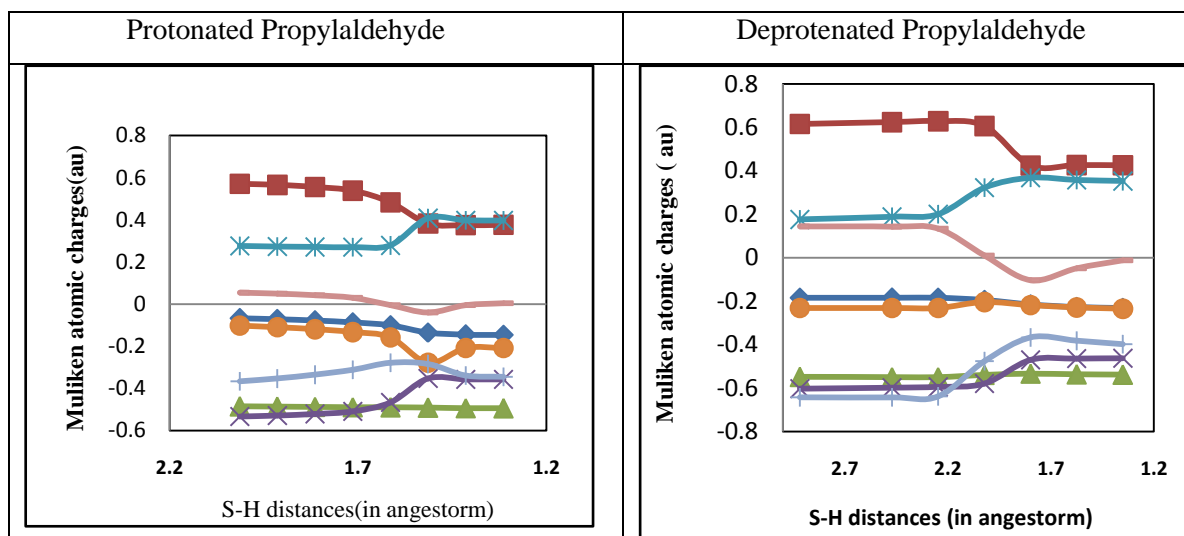 Protonated Propylaldehyde
Deprotenated Propylaldehyde
Muliken atomic charges(au)
0.8
0.6
0.4
0.2
0
-0.2
-0.4
-0.6
2.2 1.7 1.2
S-H distances(in angestorm)
Muliken atomic charges ( au)
0.8
0.6
0.4
0.2
0
-0.2
-0.4
-0.6
-0.8
2.7 2.2 1.7 1.2
S-H distances (in angestorm)